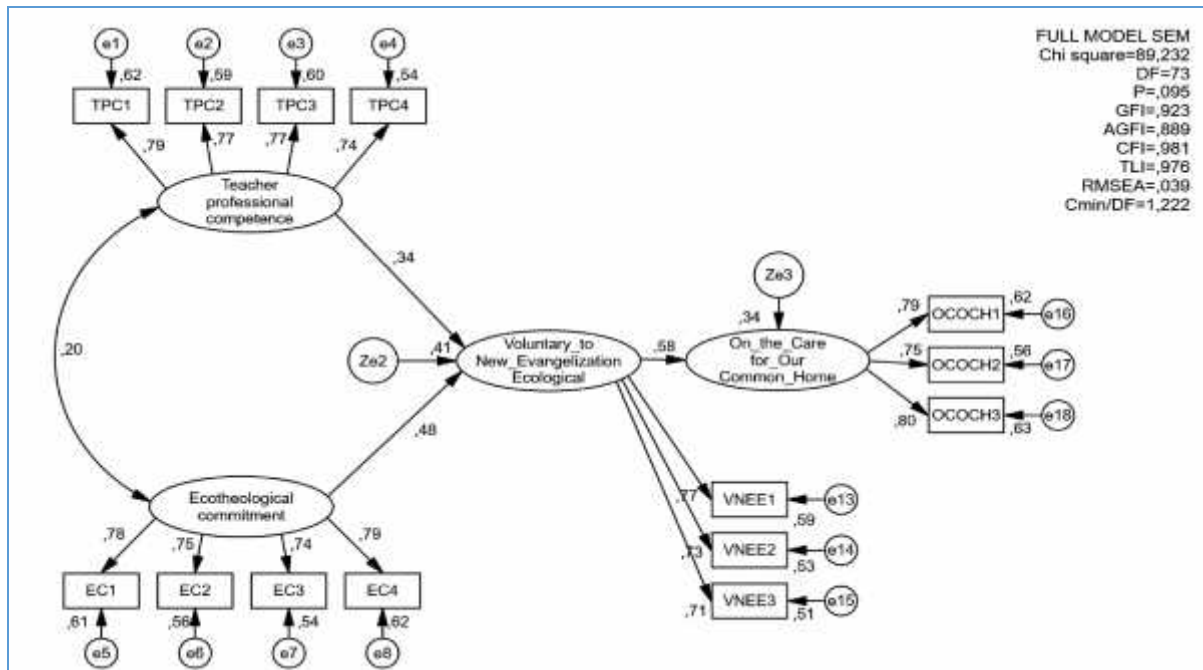 FULL MODEL SEM
Chi square=89,232
DF=73
P=,095
GFI=,923
AGFI=,889
CFI=,981
TLI=,976
RMSEA=,039
Cmin/DF=1,222
e1
e2
e3
e4
,62
,59
,60
,54
TPC1
TPC2
TPC3
TPC4
,79
,77
,77
,74
Teacher
professional
competence
,34
,20
Ze2
,41
Voluntary_to
New_Evangelization
Ecological
,58
Ze3
,34
On_the_Care
for_Our
Common_Home
,79
OCOCH1
,62
e16
,75
OCOCH2
,56
e17
,80
OCOCH3
,63
e18
,48
Ecotheological
commitment
,78
,75
,74
,79
EC1
EC2
EC3
EC4
,61
,56
,54
,62
e5
e6
e7
e8
,77
VNEE1
,59
e13
,73
VNEE2
,53
e14
,71
VNEE3
,51
e15